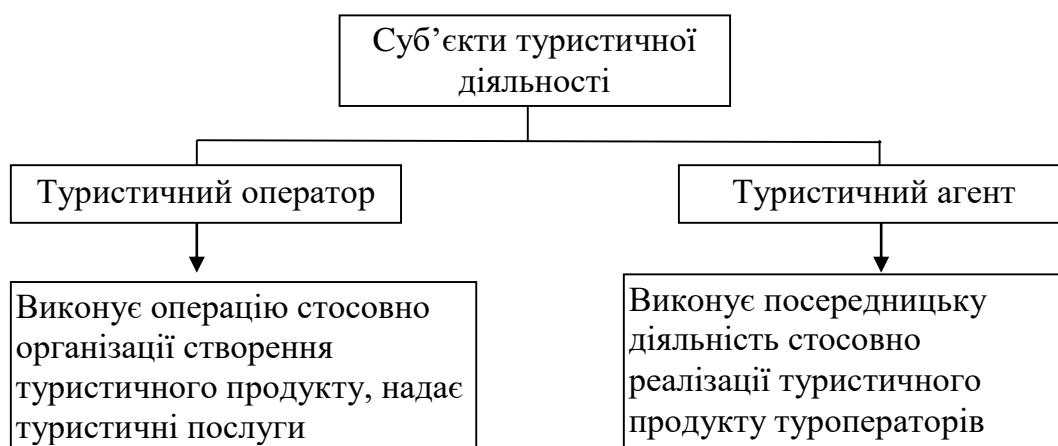 Суб’єкти туристичної
діяльності
Туристичний оператор
Туристичний агент
Виконує операцію стосовно
організації створення
туристичного продукту, надає
туристичні послуги
Виконує посередницьку
діяльність стосовно
реалізації туристичного
продукту туроператорів